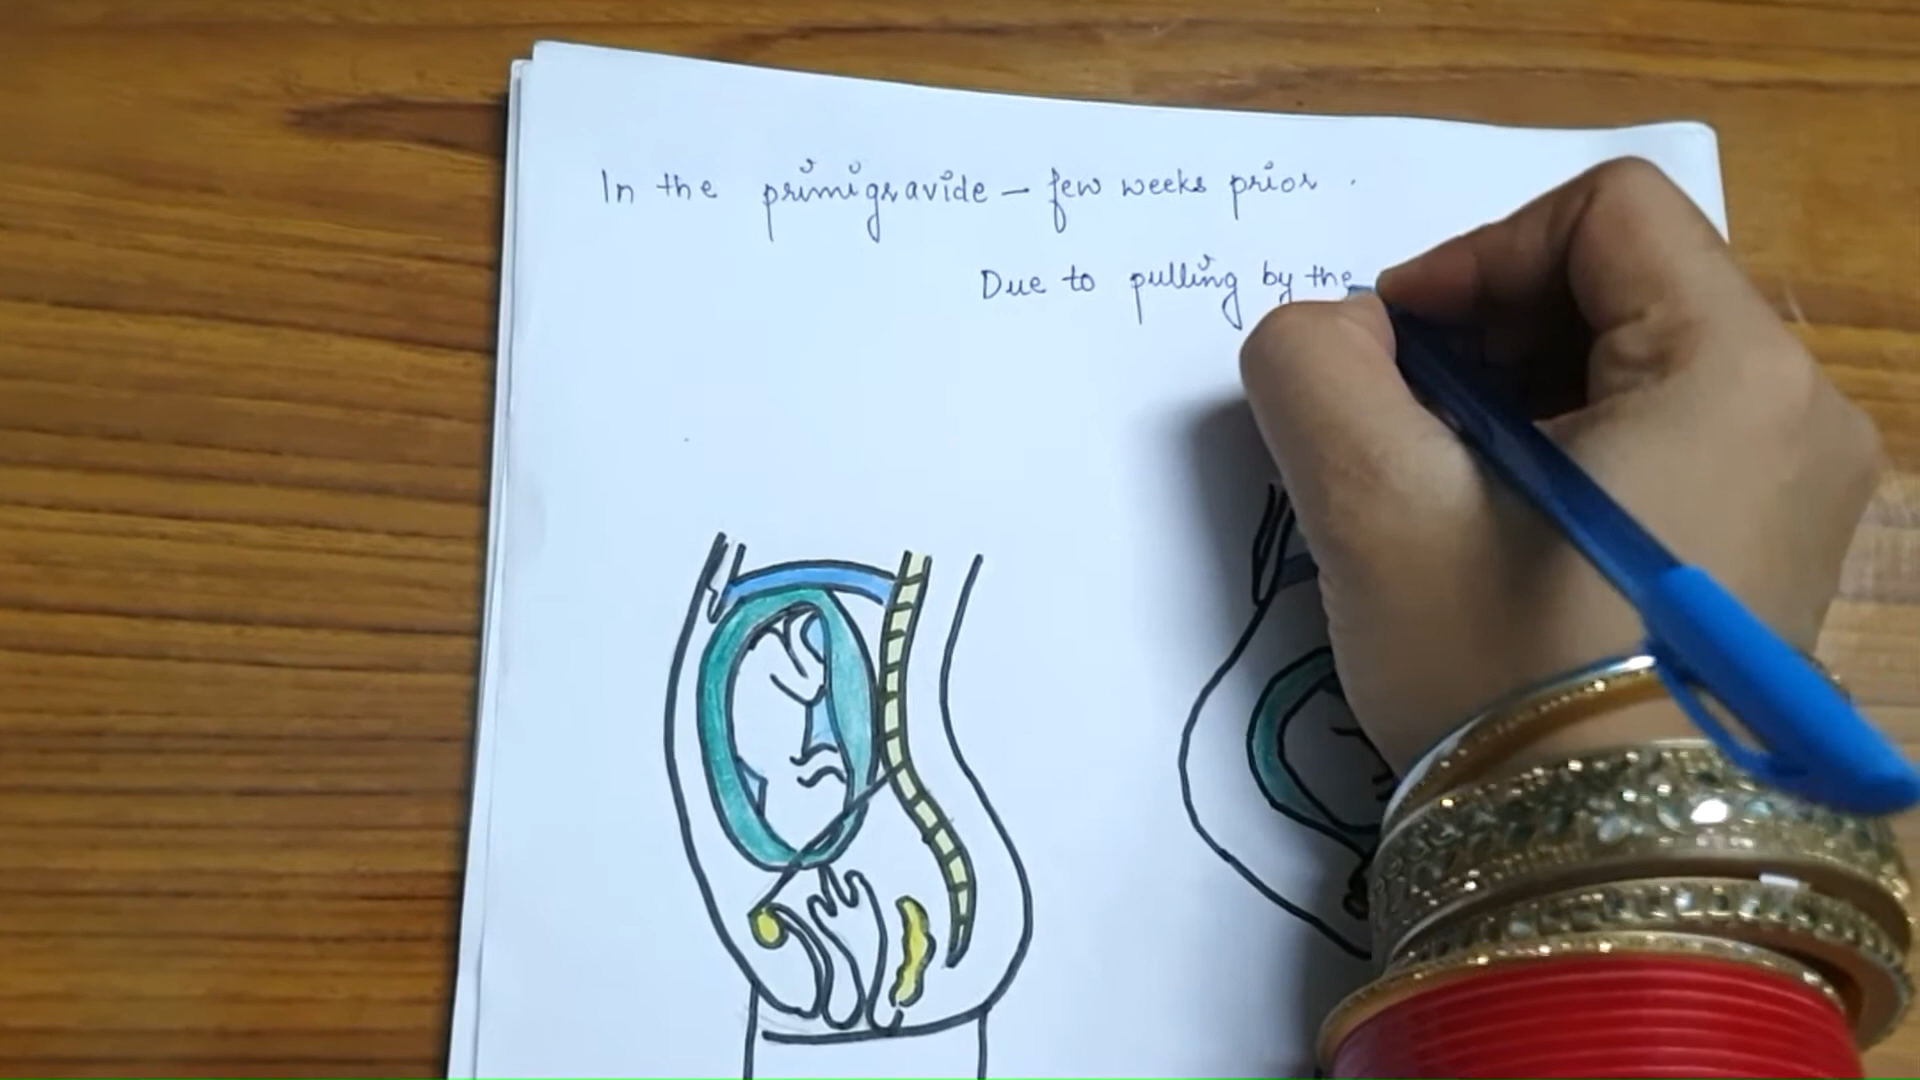 In the primigravide - few weeks prior.
Due to pulling by the